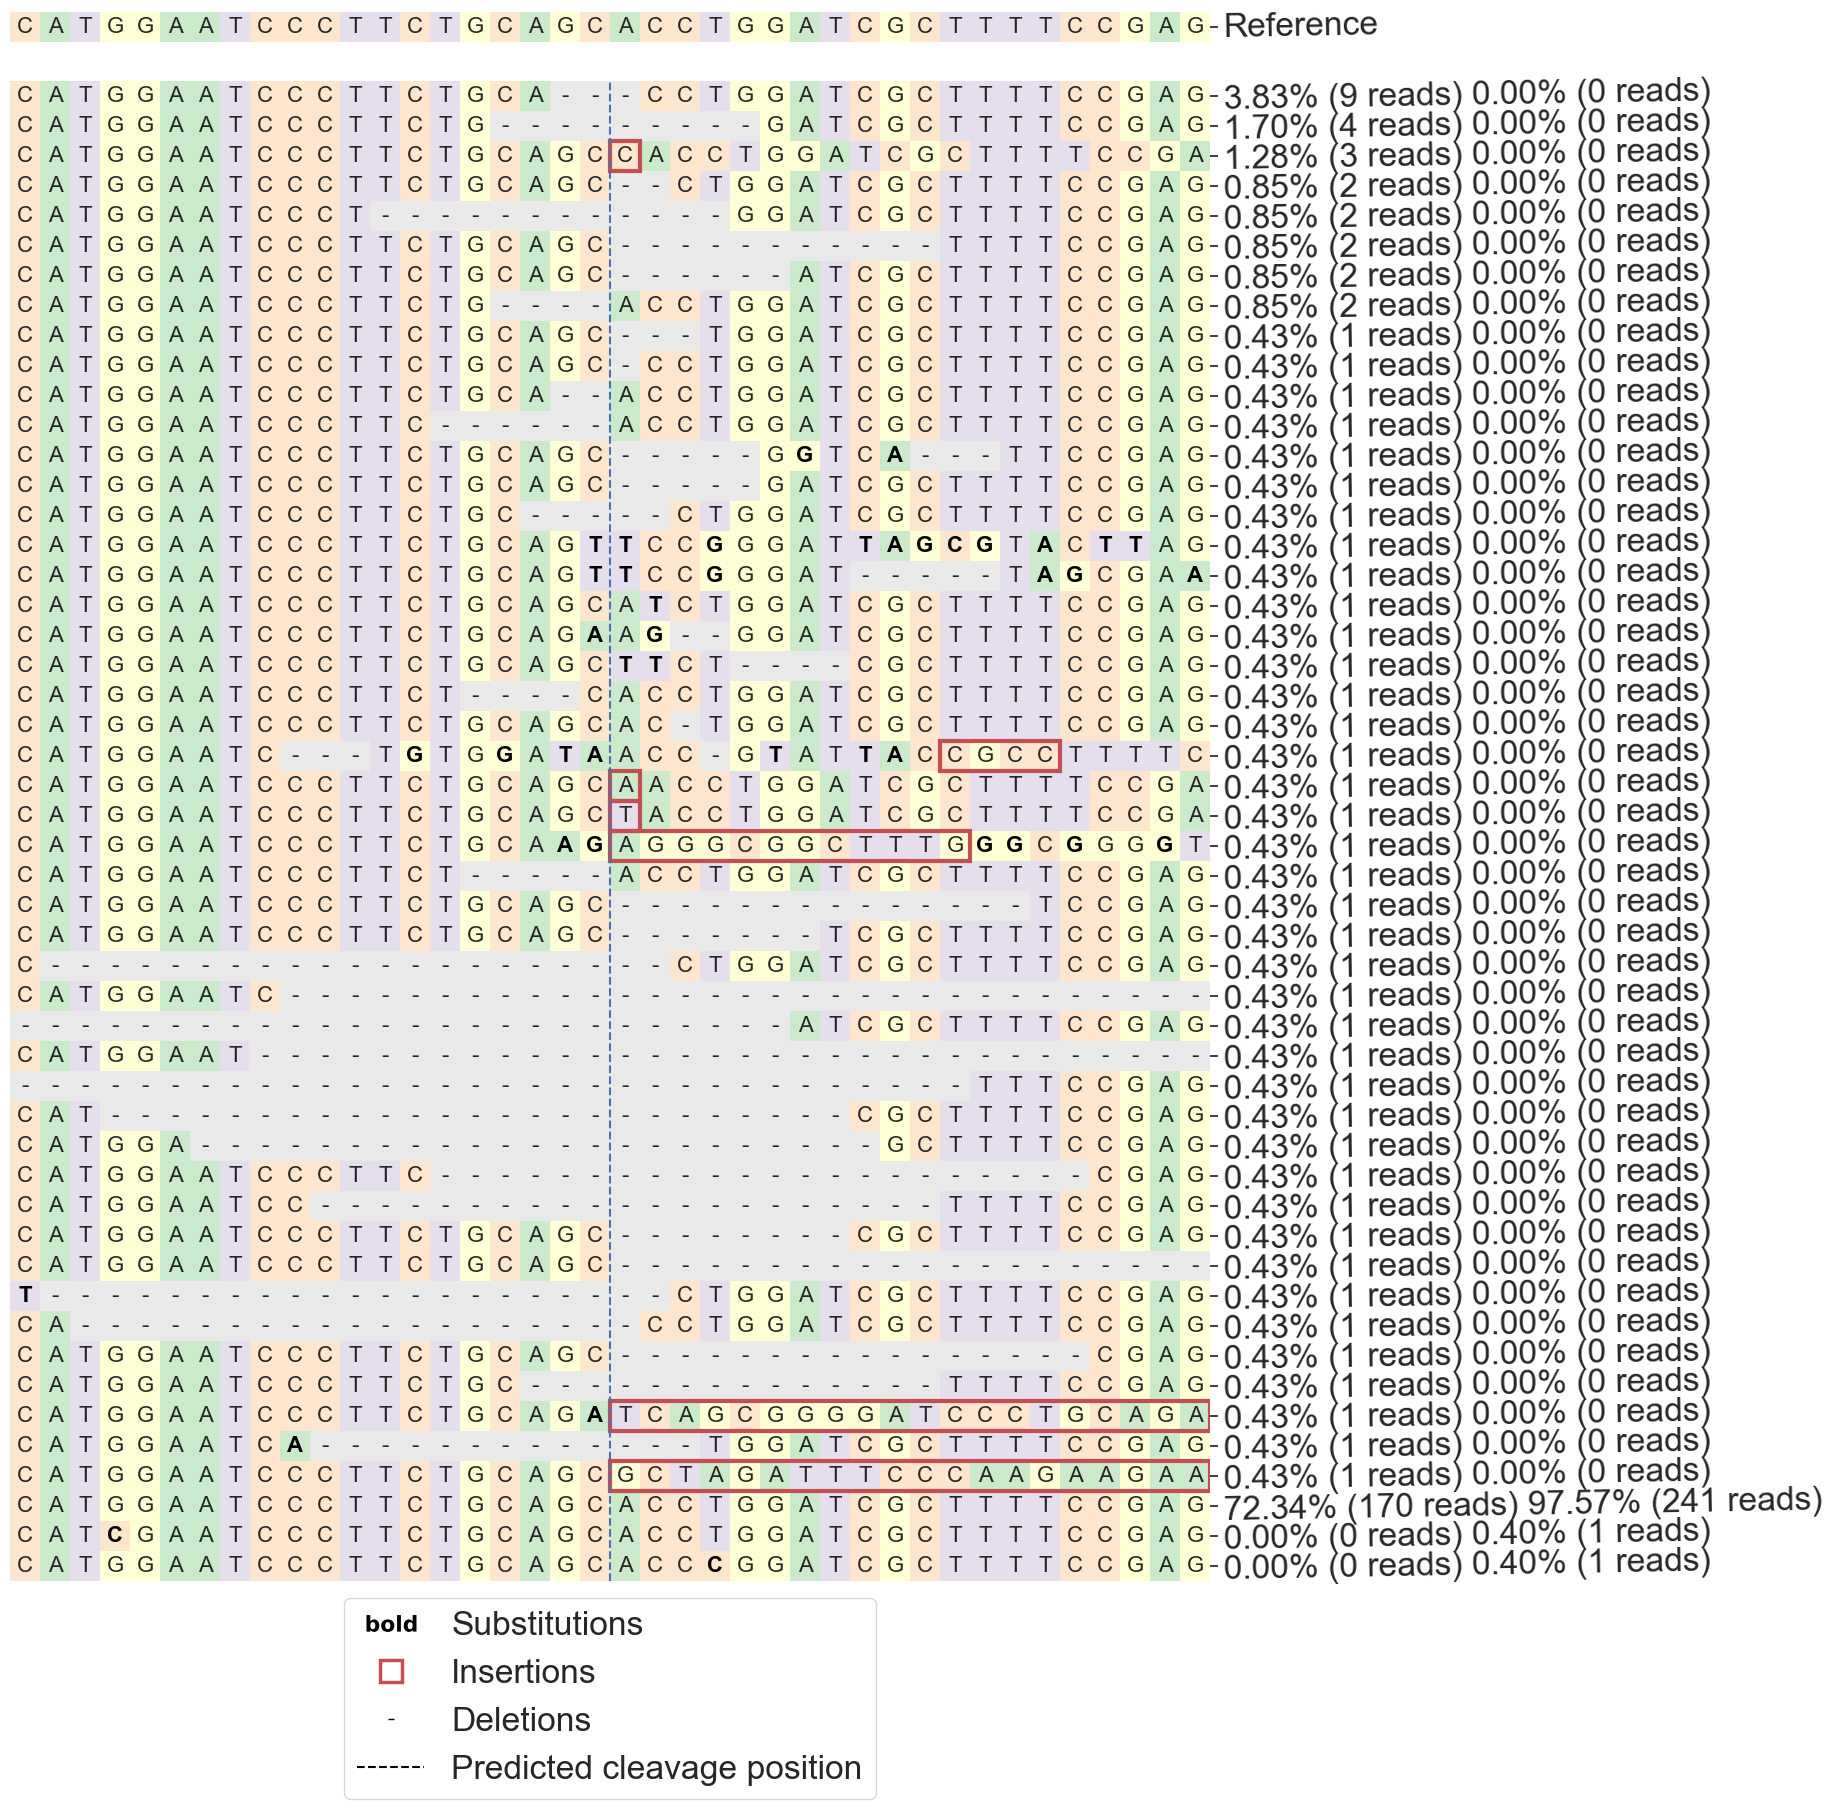 C A T G G A A T C C C T T C T G C A G C A C C T G G A T C G C T T T T C C G A G Reference
C A T G G A A T C C C T T C T G C A - - - C C T G G A T C G C T T T T C C G A G 3.83% (9 reads) 0.00% (0 reads)
C A T G G A A T C C C T T C T G - - - - - - - - - G A T C G C T T T T C C G A G 1.70% (4 reads) 0.00% (0 reads)
C A T G G A A T C C C T T C T G C A G C C A C C T G G A T C G C T T T T C C G A 1.28% (3 reads) 0.00% (0 reads)
C A T G G A A T C C C T T C T G C A G C - - C T G G A T C G C T T T T C C G A G 0.85% (2 reads) 0.00% (0 reads)
C A T G G A A T C C C T - - - - - - - - - - - - G G A T C G C T T T T C C G A G 0.85% (2 reads) 0.00% (0 reads)
C A T G G A A T C C C T T C T G C A G C - - - - - - - - - - - T T T T C C G A G 0.85% (2 reads) 0.00% (0 reads)
C A T G G A A T C C C T T C T G C A G C - - - - - - A T C G C T T T T C C G A G 0.85% (2 reads) 0.00% (0 reads)
C A T G G A A T C C C T T C T G - - - - A C C T G G A T C G C T T T T C C G A G 0.85% (2 reads) 0.00% (0 reads)
C A T G G A A T C C C T T C T G C A G C - - - T G G A T C G C T T T T C C G A G 0.43% (1 reads) 0.00% (0 reads)
C A T G G A A T C C C T T C T G C A G C - C C T G G A T C G C T T T T C C G A G 0.43% (1 reads) 0.00% (0 reads)
C A T G G A A T C C C T T C T G C A - - A C C T G G A T C G C T T T T C C G A G 0.43% (1 reads) 0.00% (0 reads)
C A T G G A A T C C C T T C - - - - - - A C C T G G A T C G C T T T T C C G A G 0.43% (1 reads) 0.00% (0 reads)
C A T G G A A T C C C T T C T G C A G C - - - - - G G T C A - - - T T C C G A G 0.43% (1 reads) 0.00% (0 reads)
C A T G G A A T C C C T T C T G C A G C - - - - - G A T C G C T T T T C C G A G 0.43% (1 reads) 0.00% (0 reads)
C A T G G A A T C C C T T C T G C - - - - - C T G G A T C G C T T T T C C G A G 0.43% (1 reads) 0.00% (0 reads)
C A T G G A A T C C C T T C T G C A G T T C C G G G A T T A G C G T A C T T A G 0.43% (1 reads) 0.00% (0 reads)
C A T G G A A T C C C T T C T G C A G T T C C G G G A T - - - - - T A G C G A A 0.43% (1 reads) 0.00% (0 reads)
C A T G G A A T C C C T T C T G C A G C A T C T G G A T C G C T T T T C C G A G 0.43% (1 reads) 0.00% (0 reads)
C A T G G A A T C C C T T C T G C A G A A G - - G G A T C G C T T T T C C G A G 0.43% (1 reads) 0.00% (0 reads)
C A T G G A A T C C C T T C T G C A G C T T C T - - - - C G C T T T T C C G A G 0.43% (1 reads) 0.00% (0 reads)
C A T G G A A T C C C T T C T - - - - C A C C T G G A T C G C T T T T C C G A G 0.43% (1 reads) 0.00% (0 reads)
C A T G G A A T C C C T T C T G C A G C A C - T G G A T C G C T T T T C C G A G 0.43% (1 reads) 0.00% (0 reads)
C A T G G A A T C - - - T G T G G A T A A C C - G T A T T A C C G C C T T T T C 0.43% (1 reads) 0.00% (0 reads)
C A T G G A A T C C C T T C T G C A G C A A C C T G G A T C G C T T T T C C G A 0.43% (1 reads) 0.00% (0 reads)
C A T G G A A T C C C T T C T G C A G C T A C C T G G A T C G C T T T T C C G A 0.43% (1 reads) 0.00% (0 reads)
C A T G G A A T C C C T T C T G C A A G A G G G C G G C T T T G G G C G G G G T 0.43% (1 reads) 0.00% (0 reads)
C A T G G A A T C C C T T C T - - - - - A C C T G G A T C G C T T T T C C G A G 0.43% (1 reads) 0.00% (0 reads)
C A T G G A A T C C C T T C T G C A G C - - - - - - - - - - - - - - T C C G A G 0.43% (1 reads) 0.00% (0 reads)
C A T G G A A T C C C T T C T G C A G C - - - - - - - T C G C T T T T C C G A G 0.43% (1 reads) 0.00% (0 reads)
C - - - - - - - - - - - - - - - - - - - - - C T G G A T C G C T T T T C C G A G 0.43% (1 reads) 0.00% (0 reads)
C A T G G A A T C - - - - - - - - - - - - - - - - - - - - - - - - - - - - - - - 0.43% (1 reads) 0.00% (0 reads)
- - - - - - - - - - - - - - - - - - - - - - - - - - A T C G C T T T T C C G A G 0.43% (1 reads) 0.00% (0 reads)
C A T G G A A T - - - - - - - - - - - - - - - - - - - - - - - - - - - - - - - - 0.43% (1 reads) 0.00% (0 reads)
- - - - - - - - - - - - - - - - - - - - - - - - - - - - - - - - T T T C C G A G 0.43% (1 reads) 0.00% (0 reads)
C A T - - - - - - - - - - - - - - - - - - - - - - - - - C G C T T T T C C G A G 0.43% (1 reads) 0.00% (0 reads)
C A T G G A - - - - - - - - - - - - - - - - - - - - - - - G C T T T T C C G A G 0.43% (1 reads) 0.00% (0 reads)
C A T G G A A T C C C T T C - - - - - - - - - - - - - - - - - - - - - - C G A G 0.43% (1 reads) 0.00% (0 reads)
C A T G G A A T C C - - - - - - - - - - - - - - - - - - - - - T T T T C C G A G 0.43% (1 reads) 0.00% (0 reads)
C A T G G A A T C C C T T C T G C A G C - - - - - - - - C G C T T T T C C G A G 0.43% (1 reads) 0.00% (0 reads)
C A T G G A A T C C C T T C T G C A G C - - - - - - - - - - - - - - - - - - - - 0.43% (1 reads) 0.00% (0 reads)
T - - - - - - - - - - - - - - - - - - - - - C T G G A T C G C T T T T C C G A G 0.43% (1 reads) 0.00% (0 reads)
C A - - - - - - - - - - - - - - - - - - - C C T G G A T C G C T T T T C C G A G 0.43% (1 reads) 0.00% (0 reads)
C A T G G A A T C C C T T C T G C A G C - - - - - - - - - - - - - - - - C G A G 0.43% (1 reads) 0.00% (0 reads)
C A T G G A A T C C C T T C T G C - - - - - - - - - - - - - - T T T T C C G A G 0.43% (1 reads) 0.00% (0 reads)
C A T G G A A T C C C T T C T G C A G A T C A G C G G G G A T C C C T G C A G A 0.43% (1 reads) 0.00% (0 reads)
C A T G G A A T C A - - - - - - - - - - - - - T G G A T C G C T T T T C C G A G 0.43% (1 reads) 0.00% (0 reads)
C A T G G A A T C C C T T C T G C A G C G C T A G A T T T C C C A A G A A G A A 0.43% (1 reads) 0.00% (0 reads)
C A T G G A A T C C C T T C T G C A G C A C C T G G A T C G C T T T T C C G A G 72.34% (170 reads) 97.57% (241 reads)
C A T C G A A T C C C T T C T G C A G C A C C T G G A T C G C T T T T C C G A G 0.00% (0 reads) 0.40% (1 reads)
C A T G G A A T C C C T T C T G C A G C A C C C G G A T C G C T T T T C C G A G 0.00% (0 reads) 0.40% (1 reads)
bold Substitutions
Insertions
- Deletions
Predicted cleavage position